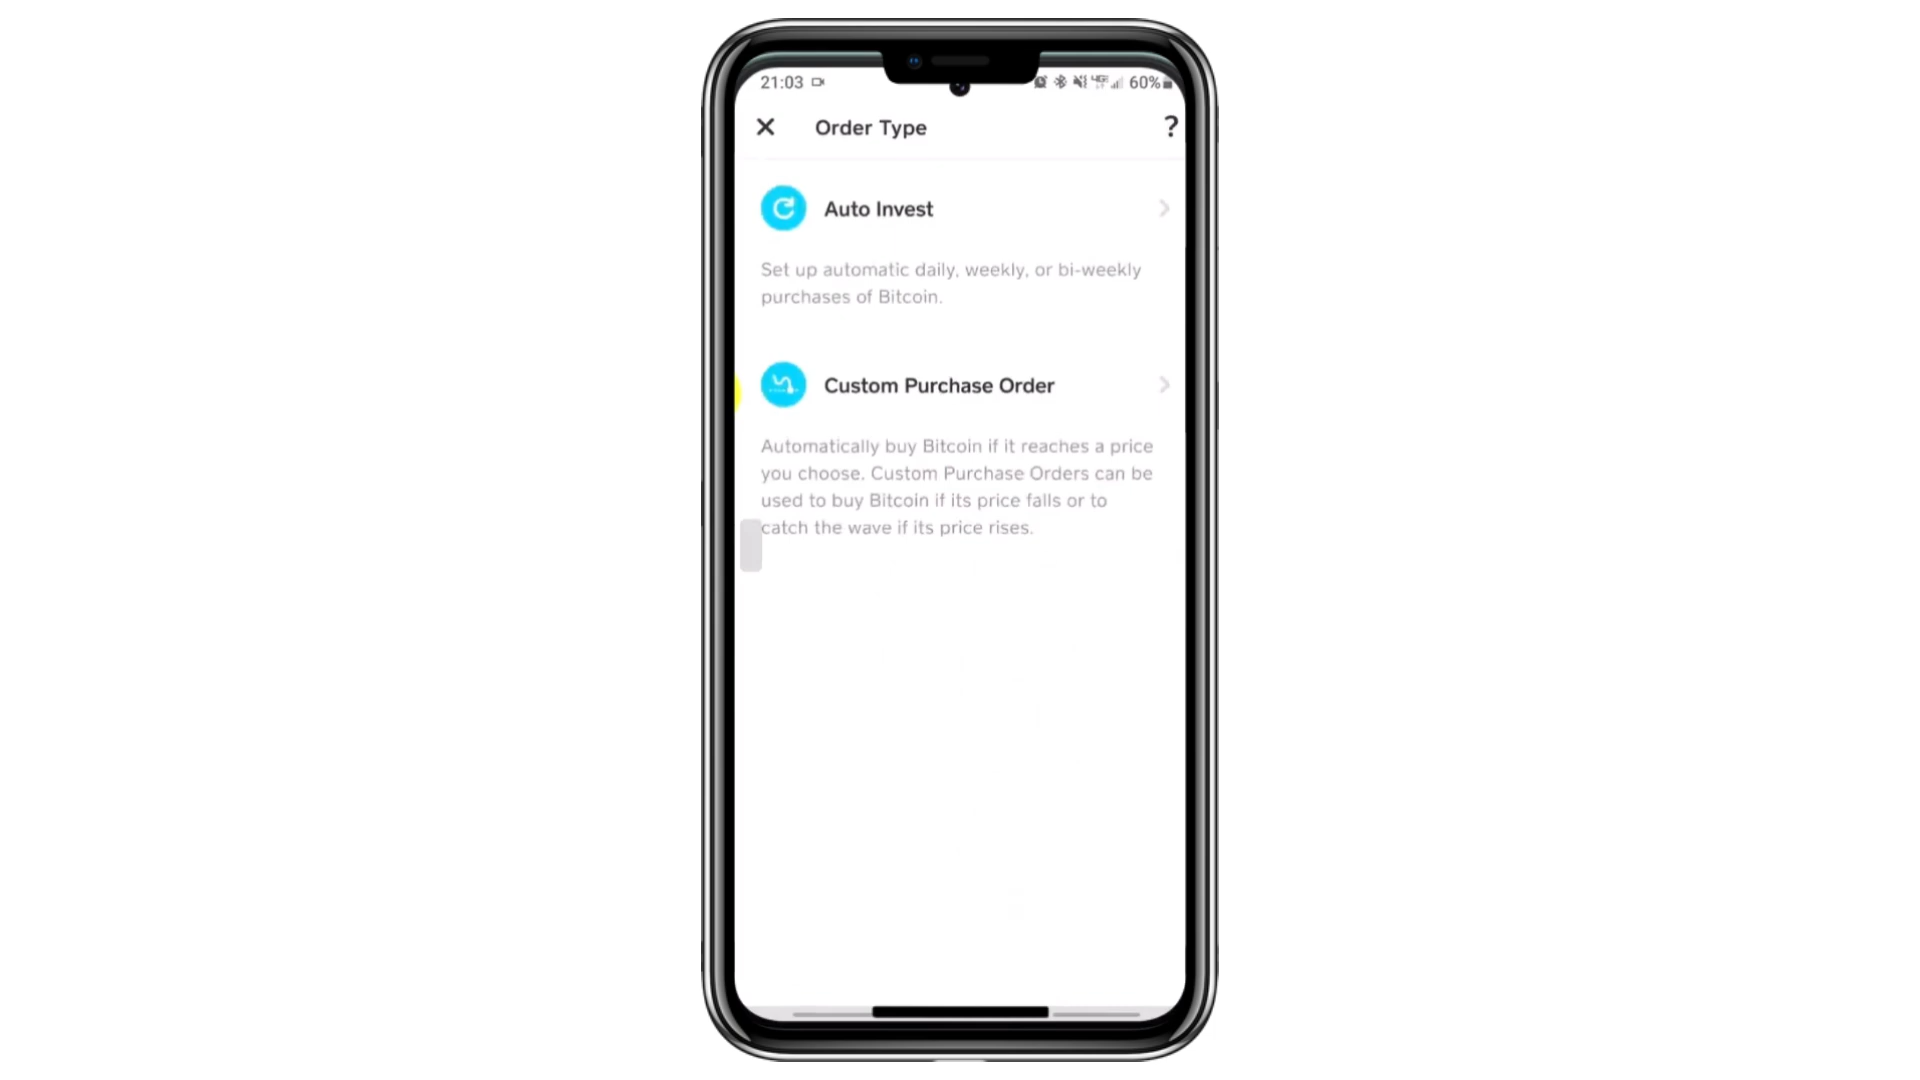 21:03 60%
Order Type ?
Auto Invest
Set up automatic daily, weekly, or bi-weekly
purchases of Bitcoin.
Custom Purchase Order
Automatically buy Bitcoin if it reaches a price
you choose. Custom Purchase Orders can be
used to buy Bitcoin if its price falls or to
catch the wave if its price rises.